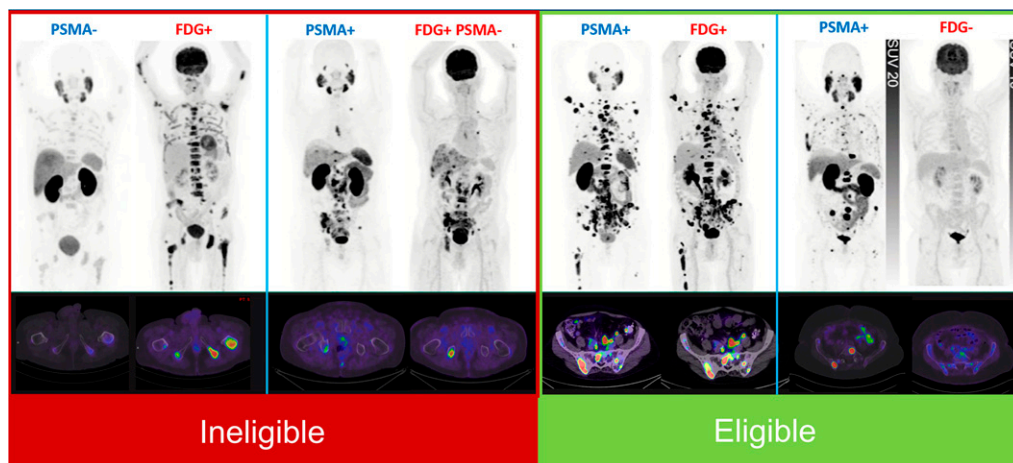 PSMA- FDG+ PSMA+ FDG+ PSMA- PSMA+ FDG+ PSMA+ FDG-
SUV 20
Ineligible Eligible